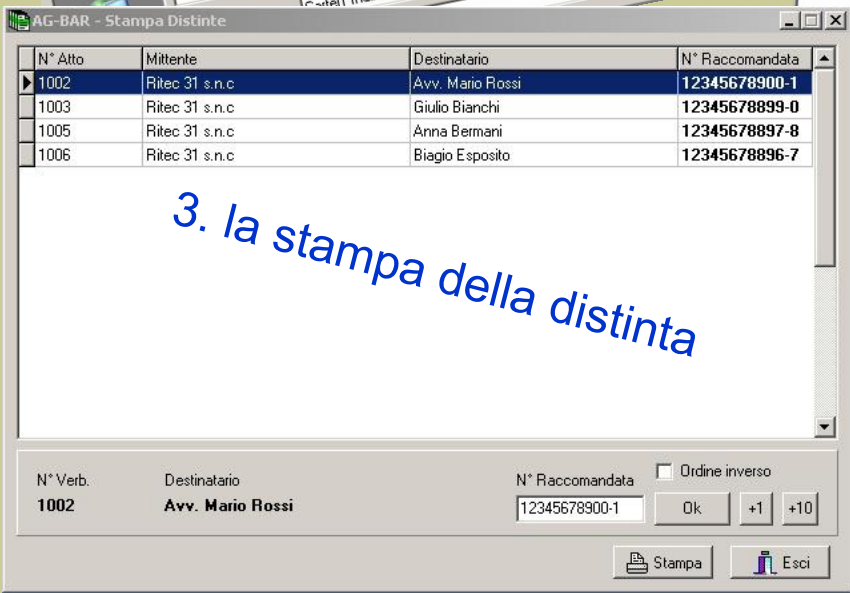 AG-BAR - Stampa Distinte
N° Atto Mittente Destinatario N° Raccomandata
1002 Ritec 31 s.n.c Avv. Mario Rossi 12345678900-1
1003 Ritec 31 s.n.c Giulio Bianchi 12345678899-0
1005 Ritec 31 s.n.c Anna Bermani 12345678897-8
1006 Ritec 31 s.n.c Biagio Esposito 12345678896-7
3. la stampa della distinta
N° Verb. Destinatario N° Raccomandata Ordine inverso
1002 Avv. Mario Rossi 12345678900-1 Ok +1 +10
Stampa Esci